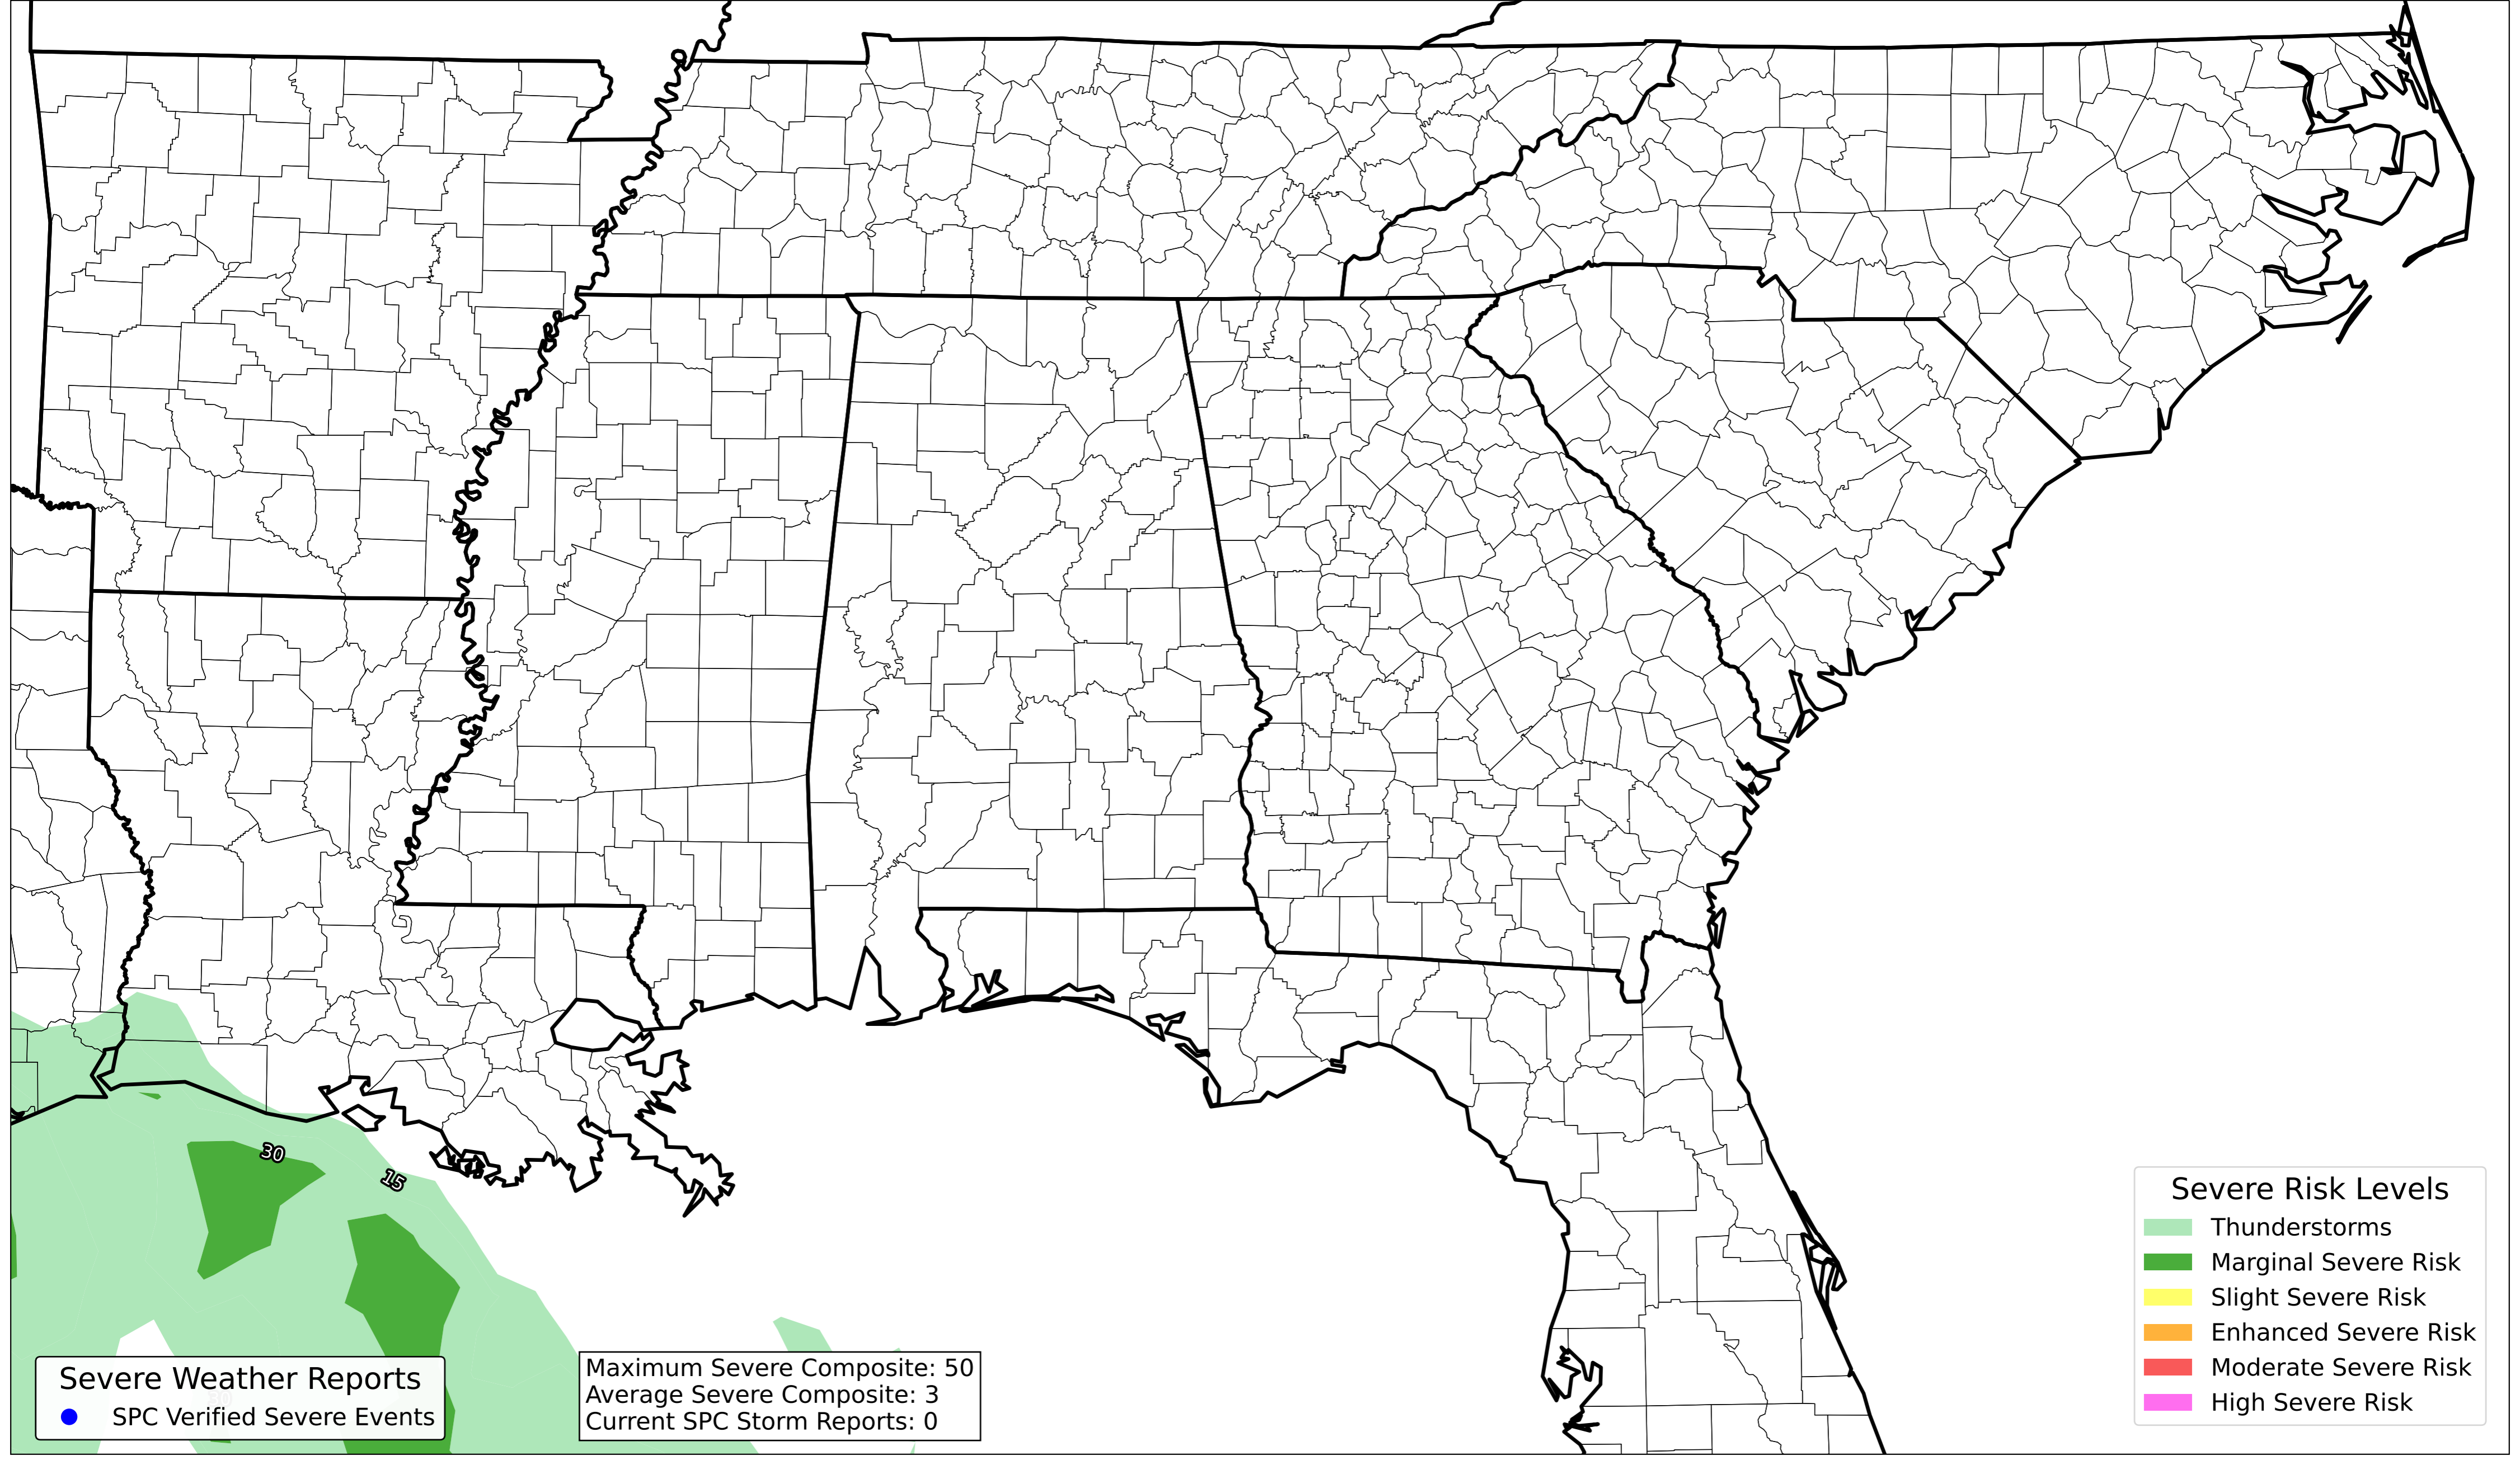 30
15
Severe Weather Reports
SPC Verified Severe Events
Maximum Severe Composite: 50
Average Severe Composite: 3
Current SPC Storm Reports: 0
Severe Risk Levels
Thunderstorms
Marginal Severe Risk
Slight Severe Risk
Enhanced Severe Risk
Moderate Severe Risk
High Severe Risk